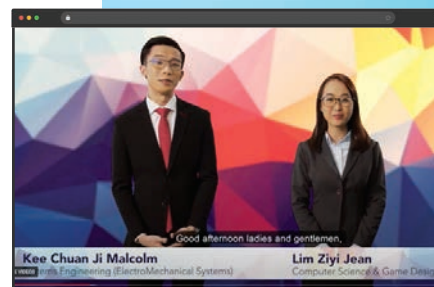 Good afternoon ladies and gentlemen,
Kee Chuan Ji Malcolm
Engineering (ElectroMechanical Systems)
Lim Ziyi Jean
Computer Science & Game Desig